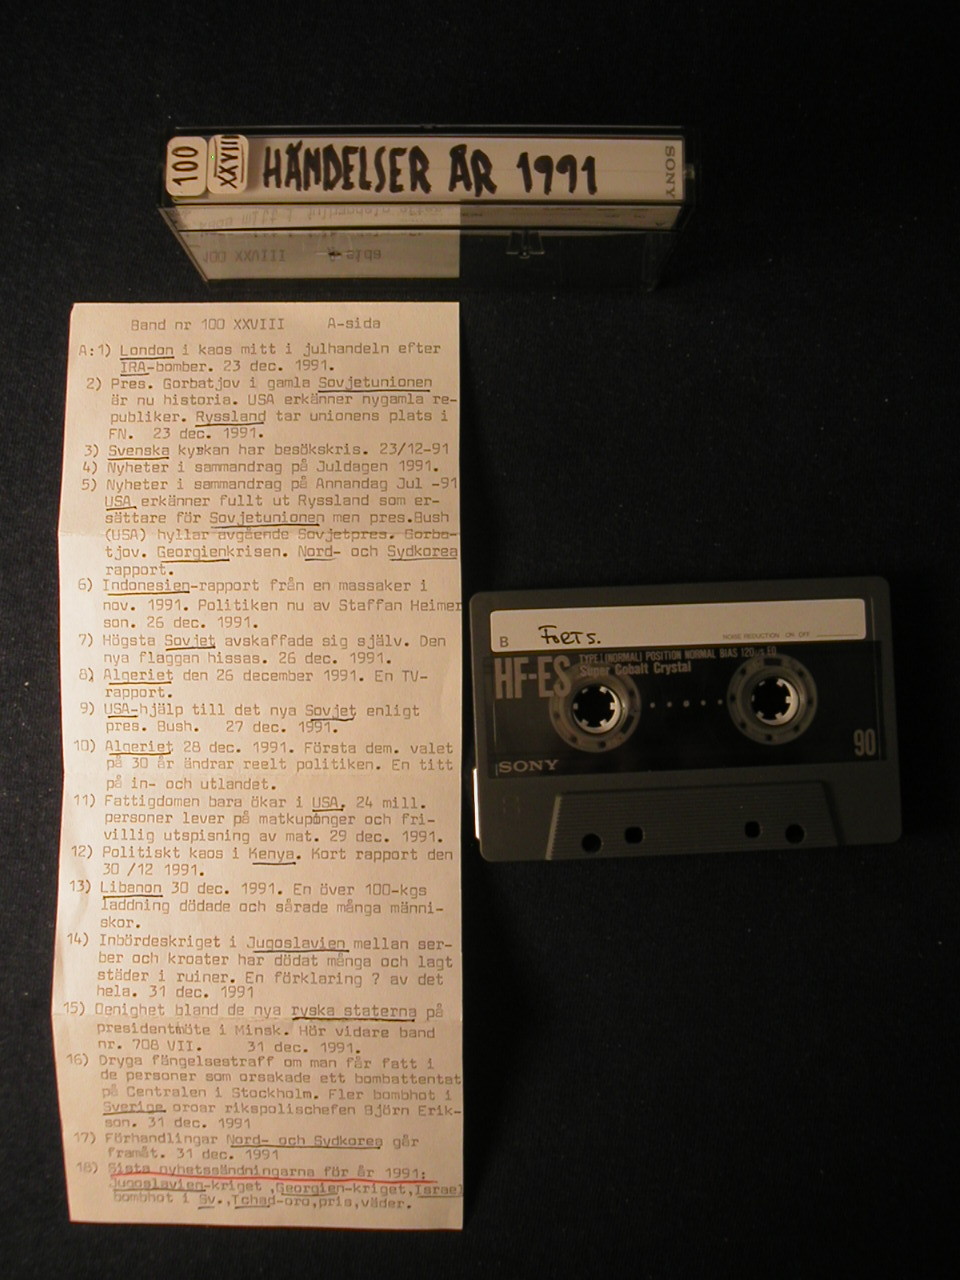 100 XXVIII HÄNDELSER ÅR 1991 SONY
100 XXVIII A-sida
Band nr 100 XXVIII A-sida
A:1) London i kaos mitt i julhandeln efter
IRA-bomber. 23 dec. 1991.
2) Pres. Gorbatjov i gamla Sovjetunionen
är nu historia. USA erkänner nygamla re-
publiker. Ryssland tar unionens plats i
FN. 23 dec. 1991.
3) Svenska kyrkan har besökskris. 23/12-91
4) Nyheter i sammandrag på Juldagen 1991.
5) Nyheter i sammandrag på Annandag Jul -91
USA erkänner fullt ut Ryssland som er-
sättare för Sovjetunionen men pres.Bush
(USA) hyllar avgående Sovjetpres. Gorba-
tjov. Georgienkrisen. Nord- och Sydkorea
rapport.
6) Indonesien-rapport från en massaker i
nov. 1991. Politiken nu av Staffan Heimer
son. 26 dec. 1991.
7) Högsta Sovjet avskaffade sig själv. Den
nya flaggan hissas. 26 dec. 1991.
8) Algeriet den 26 december 1991. En TV-
rapport.
9) USA-hjälp till det nya Sovjet enligt
pres. Bush. 27 dec. 1991.
10) Algeriet 28 dec. 1991. Första dem. valet
på 30 år ändrar reelt politiken. En titt
på in- och utlandet.
11) Fattigdomen bara ökar i USA. 24 mill.
personer lever på matkuponger och fri-
villig utspisning av mat. 29 dec. 1991.
12) Politiskt kaos i Kenya. Kort rapport den
30 /12 1991.
13) Libanon 30 dec. 1991. En över 100-kgs
laddning dödade och sårade många männi-
skor.
14) Inbördeskriget i Jugoslavien mellan ser-
ber och kroater har dödat många och lagt
städer i ruiner. En förklaring ? av det
hela. 31 dec. 1991
15) Oenighet bland de nya ryska staterna på
presidentmöte i Minsk. Hör vidare band
nr. 708 VII. 31 dec. 1991.
16) Dryga fängelsestraff om man får fatt i
de personer som orsakade ett bombattentat
på Centralen i Stockholm. Fler bombhot i
Sverige oroar rikspolischefen Björn Erik-
son. 31 dec. 1991
17) Förhandlingar Nord- och Sydkorea går
framåt. 31 dec. 1991
18) Sista nyhetssändningarna för år 1991:
Jugoslavien-kriget ,Georgien-kriget,Israel
bombhot i Sv.,Tchad-oro,pris,väder.
B FORTS. NOISE REDUCTION ON OFF
HF-ES TYPE I (NORMAL) POSITION NORMAL BIAS 120µs EQ
Super Cobalt Crystal
90
SONY